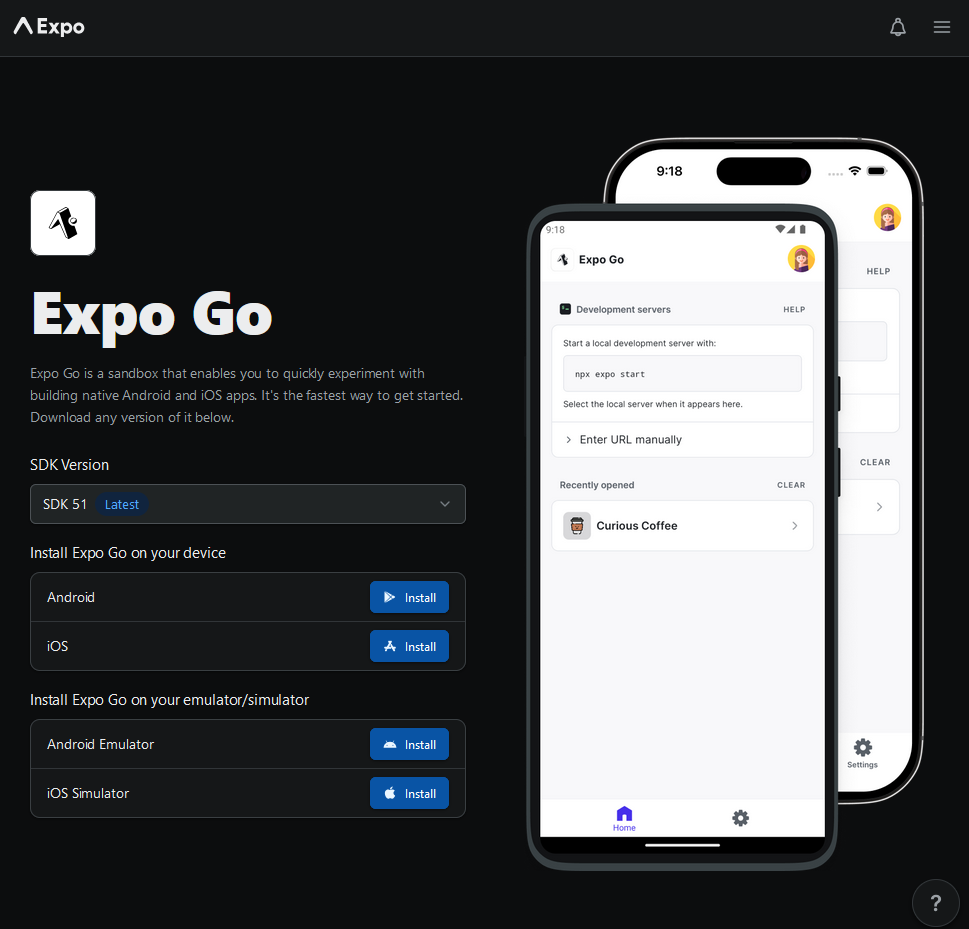 Expo
Expo Go
Expo Go is a sandbox that enables you to quickly experiment with
building native Android and iOS apps. It's the fastest way to get started.
Download any version of it below.
SDK Version
SDK 51 Latest
Install Expo Go on your device
Android Install
iOS Install
Install Expo Go on your emulator/simulator
Android Emulator Install
iOS Simulator Install
9:18
HELP
CLEAR
Settings
9:18
Expo Go
Development servers HELP
Start a local development server with:
npx expo start
Select the local server when it appears here.
Enter URL manually
Recently opened CLEAR
Curious Coffee
Home
?